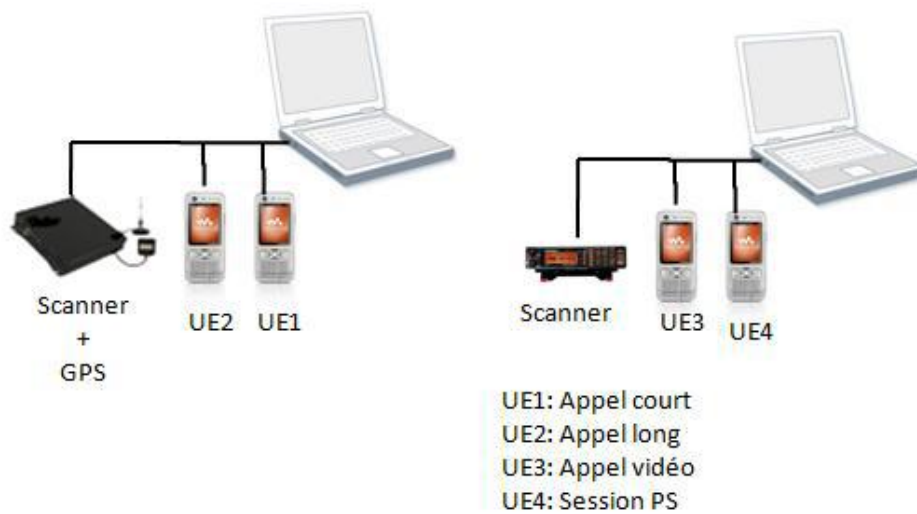 Scanner
+
GPS
UE2
UE1
Scanner
UE3
UE4
UE1: Appel court
UE2: Appel long
UE3: Appel vidéo
UE4: Session PS